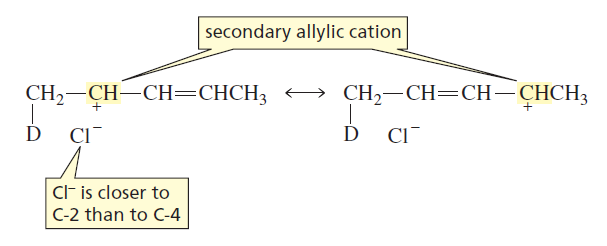 secondary allylic cation
CH₂—CH—CH=CHCH₃ ⟷ CH₂—CH=CH—CHCH₃
+ +
D Cl⁻ D Cl⁻
Cl⁻ is closer to
C-2 than to C-4